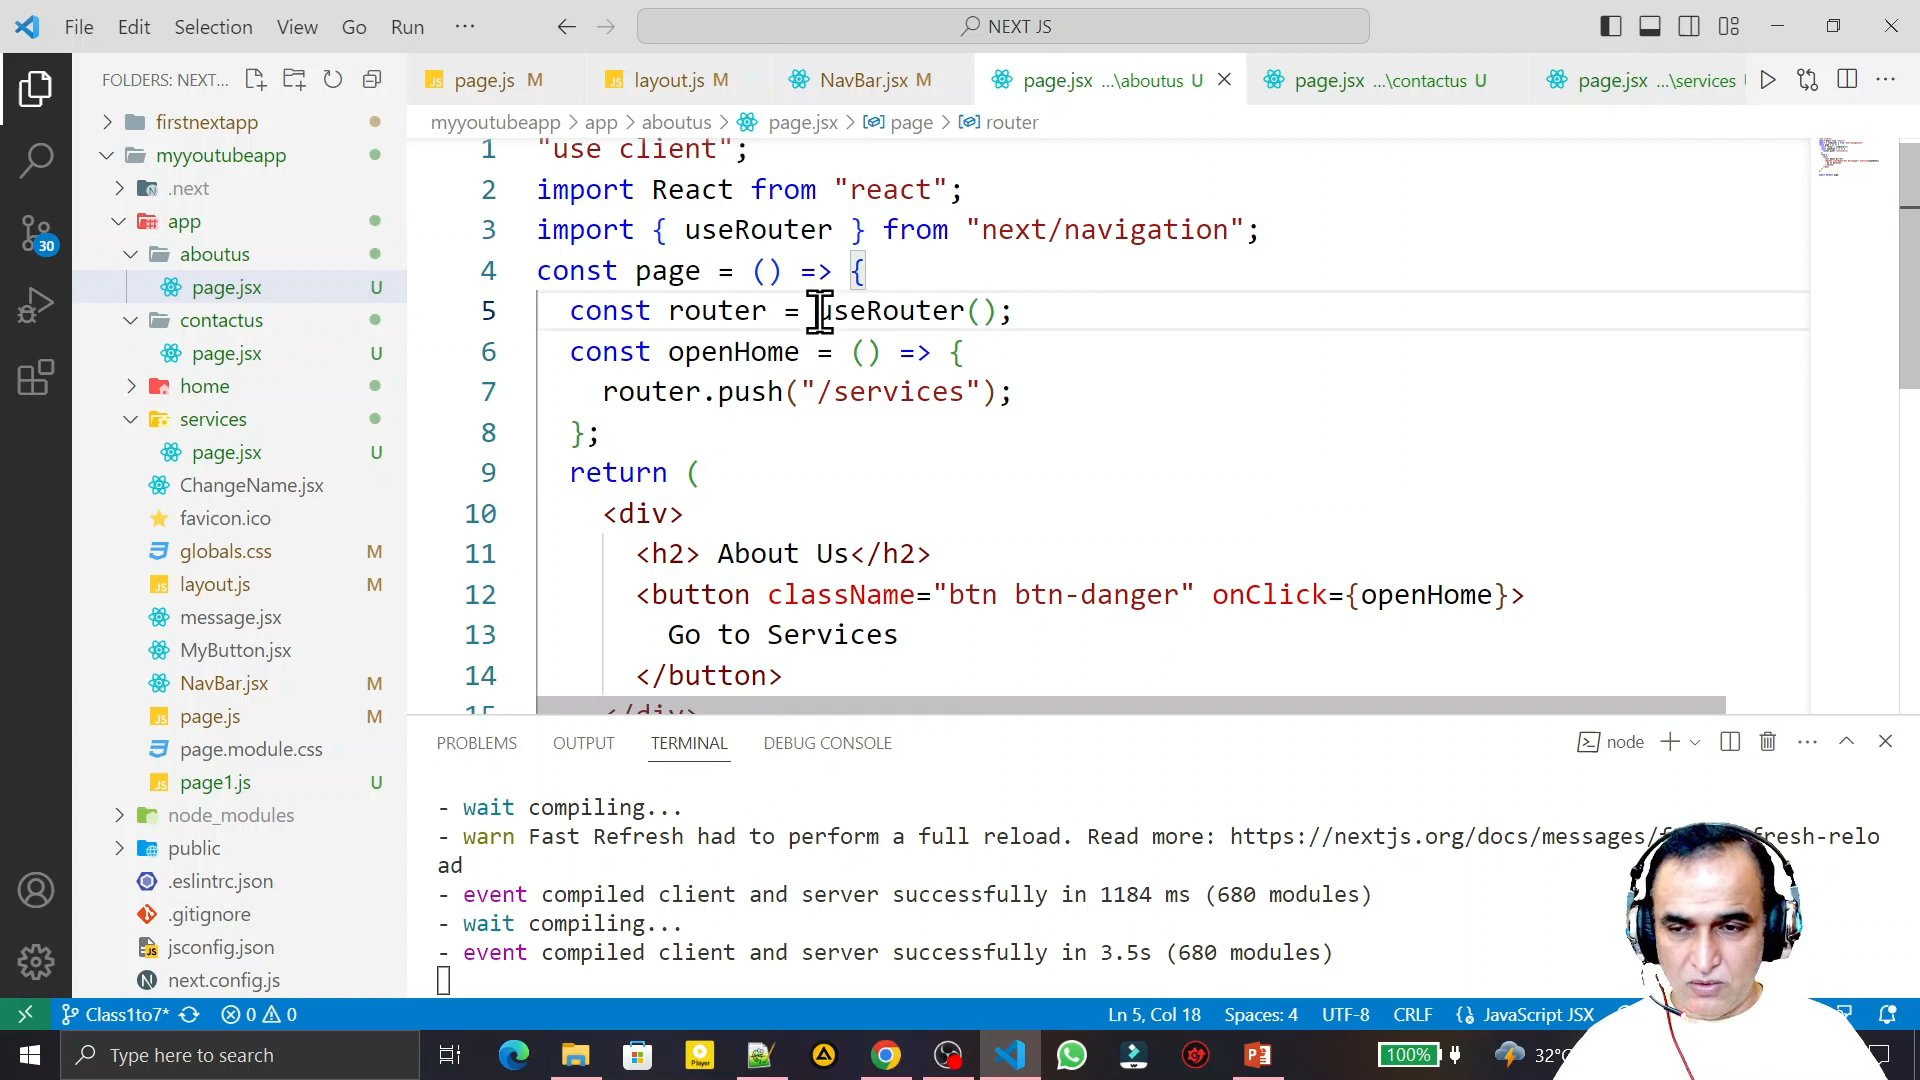 File Edit Selection View Go Run ···
NEXT JS
FOLDERS: NEXT...
page.js M
layout.js M
NavBar.jsx M
page.jsx ...\aboutus U
page.jsx ...\contactus U
page.jsx ...\services
myyoutubeapp > app > aboutus > page.jsx > page > router
firstnextapp
myyoutubeapp
.next
app
aboutus
page.jsx U
contactus
page.jsx U
home
services
page.jsx U
ChangeName.jsx
favicon.ico
globals.css M
layout.js M
message.jsx
MyButton.jsx
NavBar.jsx M
page.js M
page.module.css
page1.js U
node_modules
public
.eslintrc.json
.gitignore
jsconfig.json
next.config.js
30
1 "use client";
2 import React from "react";
3 import { useRouter } from "next/navigation";
4 const page = () => {
5 const router = useRouter();
6 const openHome = () => {
7 router.push("/services");
8 };
9 return (
10 <div>
11 <h2> About Us</h2>
12 <button className="btn btn-danger" onClick={openHome}>
13 Go to Services
14 </button>
15 </div>
PROBLEMS OUTPUT TERMINAL DEBUG CONSOLE
node
- wait compiling...
- warn Fast Refresh had to perform a full reload. Read more: https://nextjs.org/docs/messages/f fresh-relo
ad
- event compiled client and server successfully in 1184 ms (680 modules)
- wait compiling...
- event compiled client and server successfully in 3.5s (680 modules)
Class1to7* 0 0
Ln 5, Col 18 Spaces: 4 UTF-8 CRLF JavaScript JSX
Type here to search
Player
100%
32°C